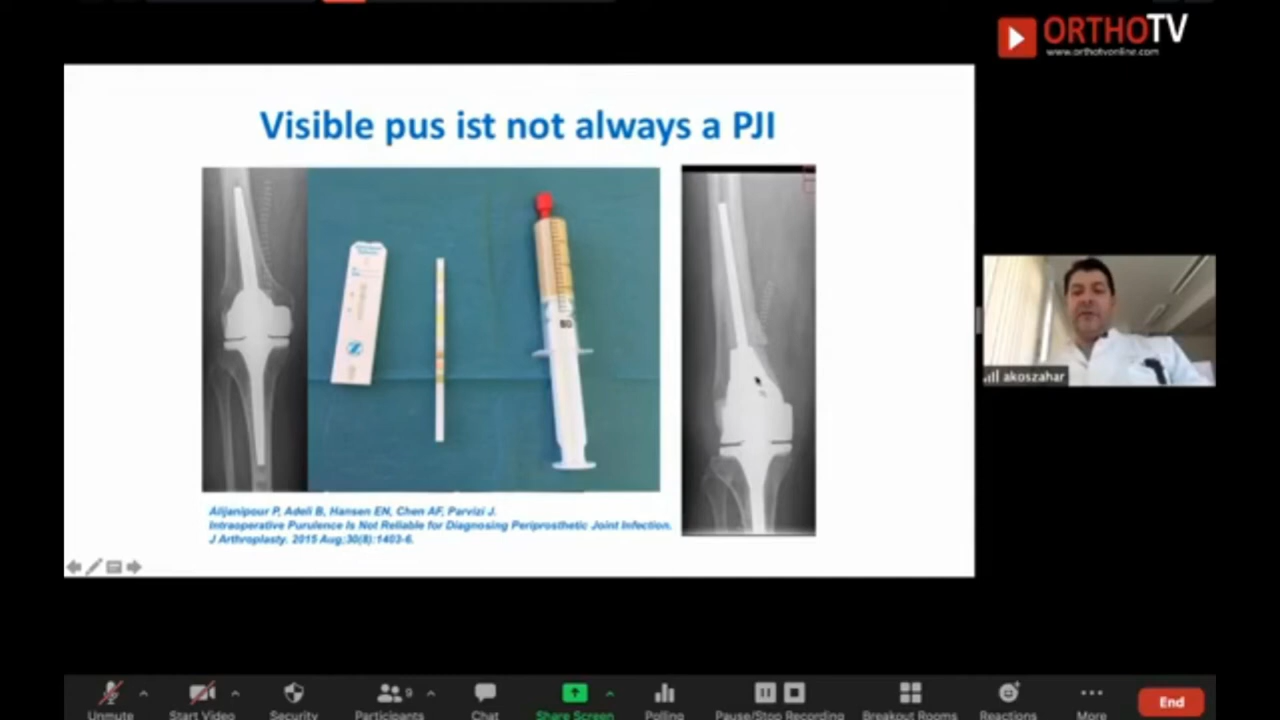 ORTHOTV
www.orthotvonline.com
Visible pus ist not always a PJI
BD
Alijanipour P, Adeli B, Hansen EN, Chen AF, Parvizi J.
Intraoperative Purulence Is Not Reliable for Diagnosing Periprosthetic Joint Infection.
J Arthroplasty. 2015 Aug;30(8):1403-6.
akoszahar
Unmute
Start Video
Security
9
Participants
Chat
Share Screen
Polling
Pause/Stop Recording
Breakout Rooms
Reactions
More
End